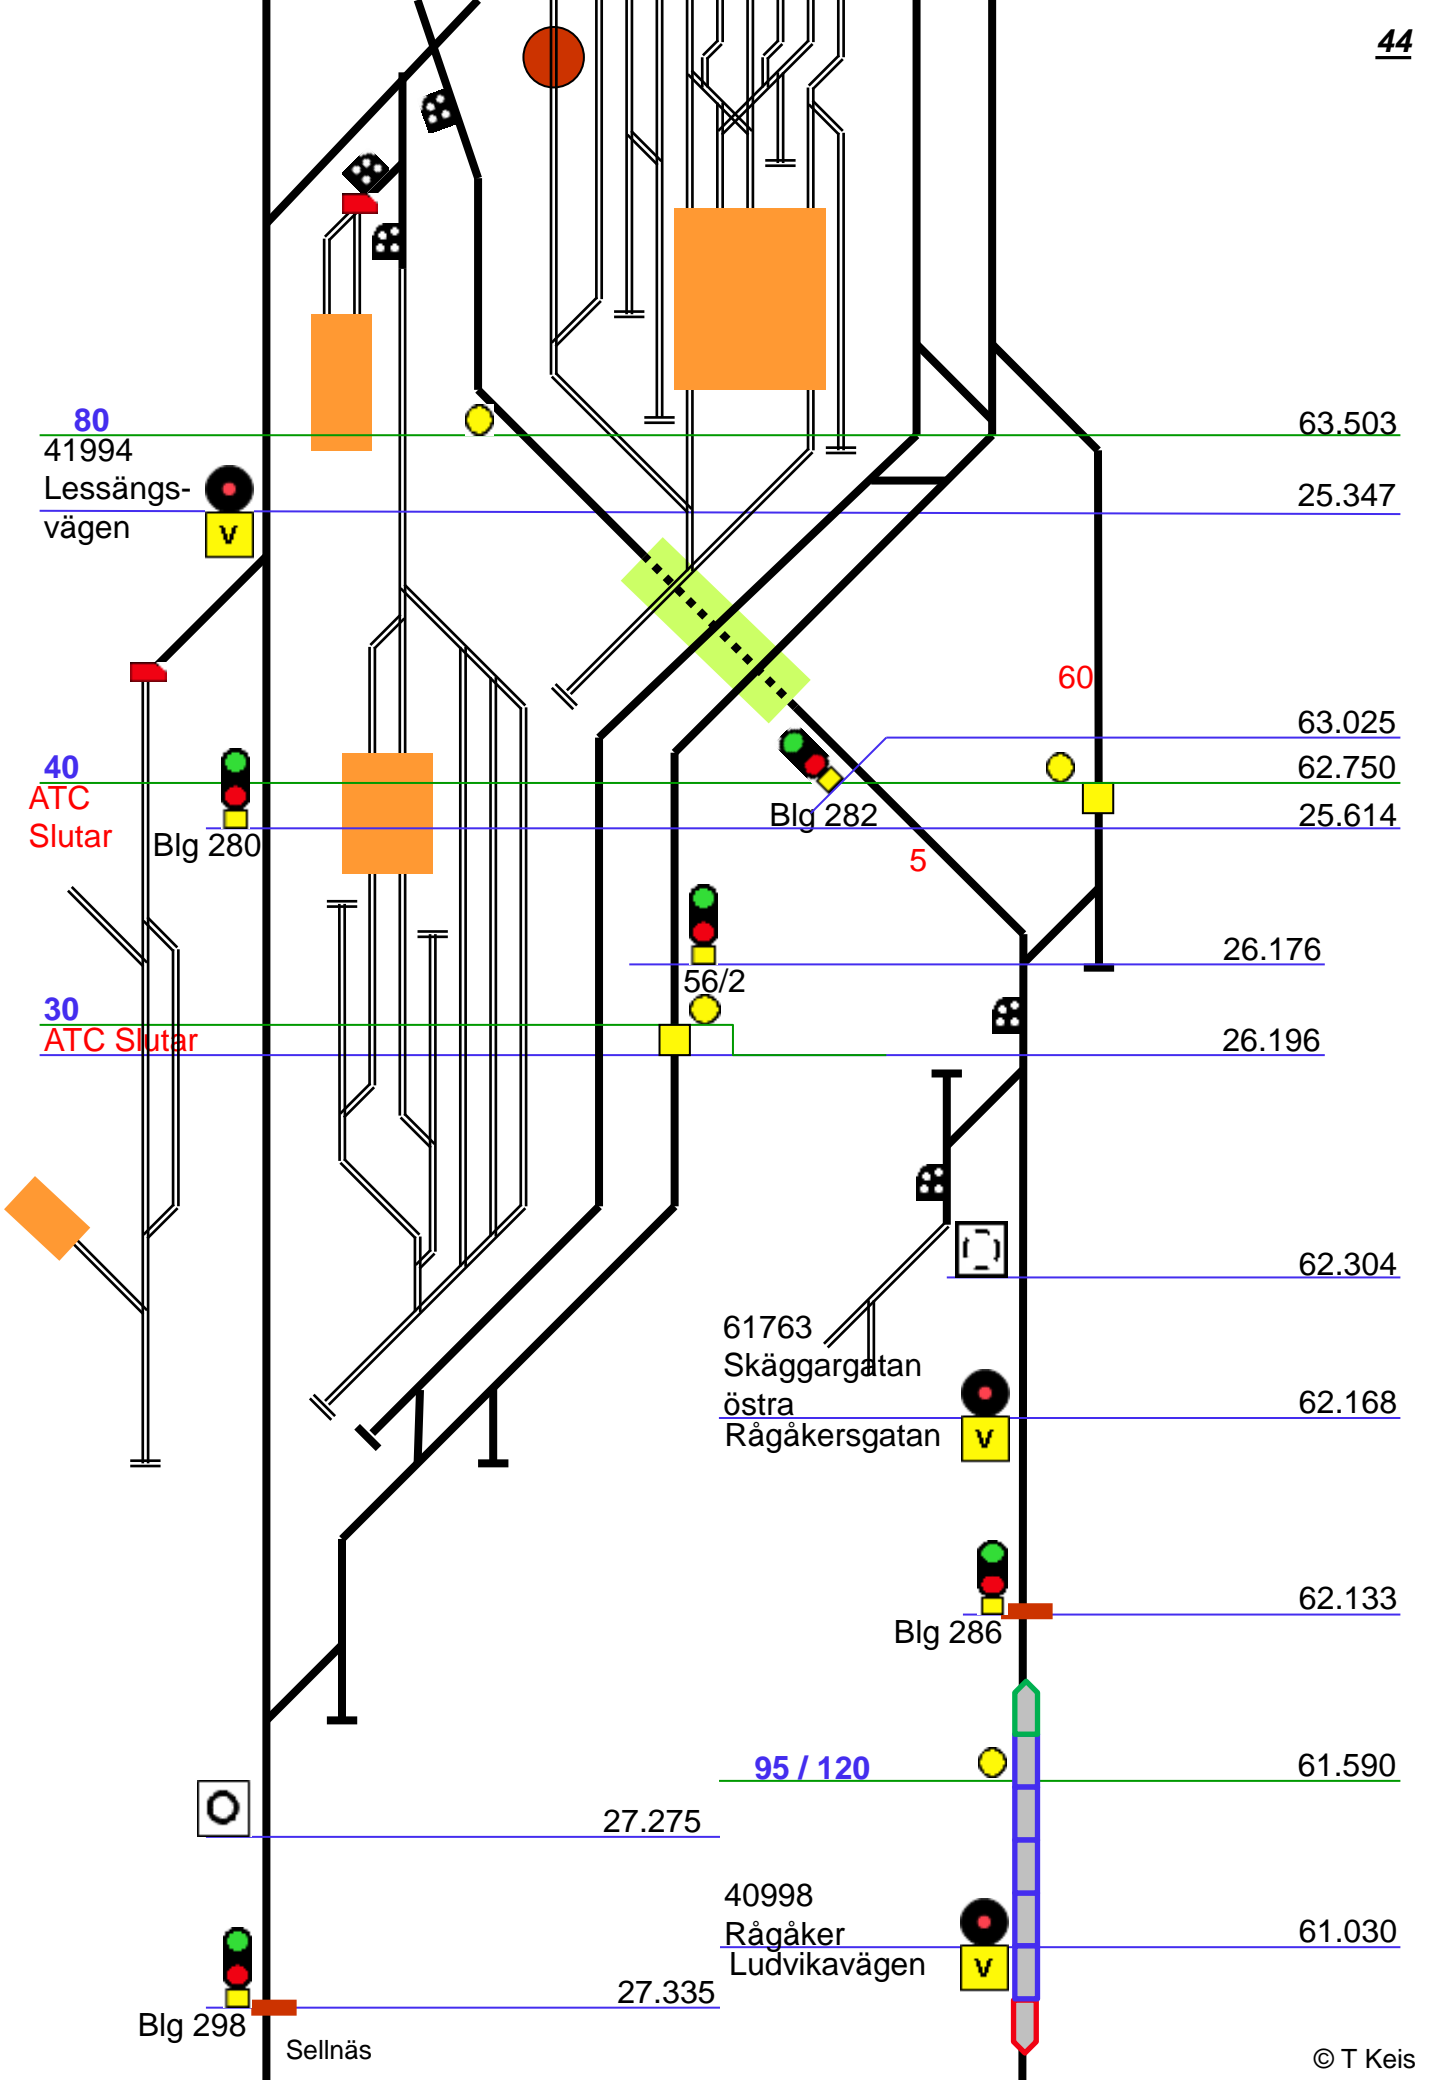 44
80
63.503
41994
Lessängs-
vägen
V
25.347
60
63.025
40
62.750
ATC
Slutar
Blg 280
Blg 282
25.614
5
26.176
56/2
30
ATC Slutar
26.196
62.304
61763
Skäggargatan
östra
Rågåkersgatan
V
62.168
62.133
Blg 286
95 / 120
61.590
27.275
40998
Rågåker
Ludvikavägen
V
61.030
27.335
Blg 298
Sellnäs
© T Keis